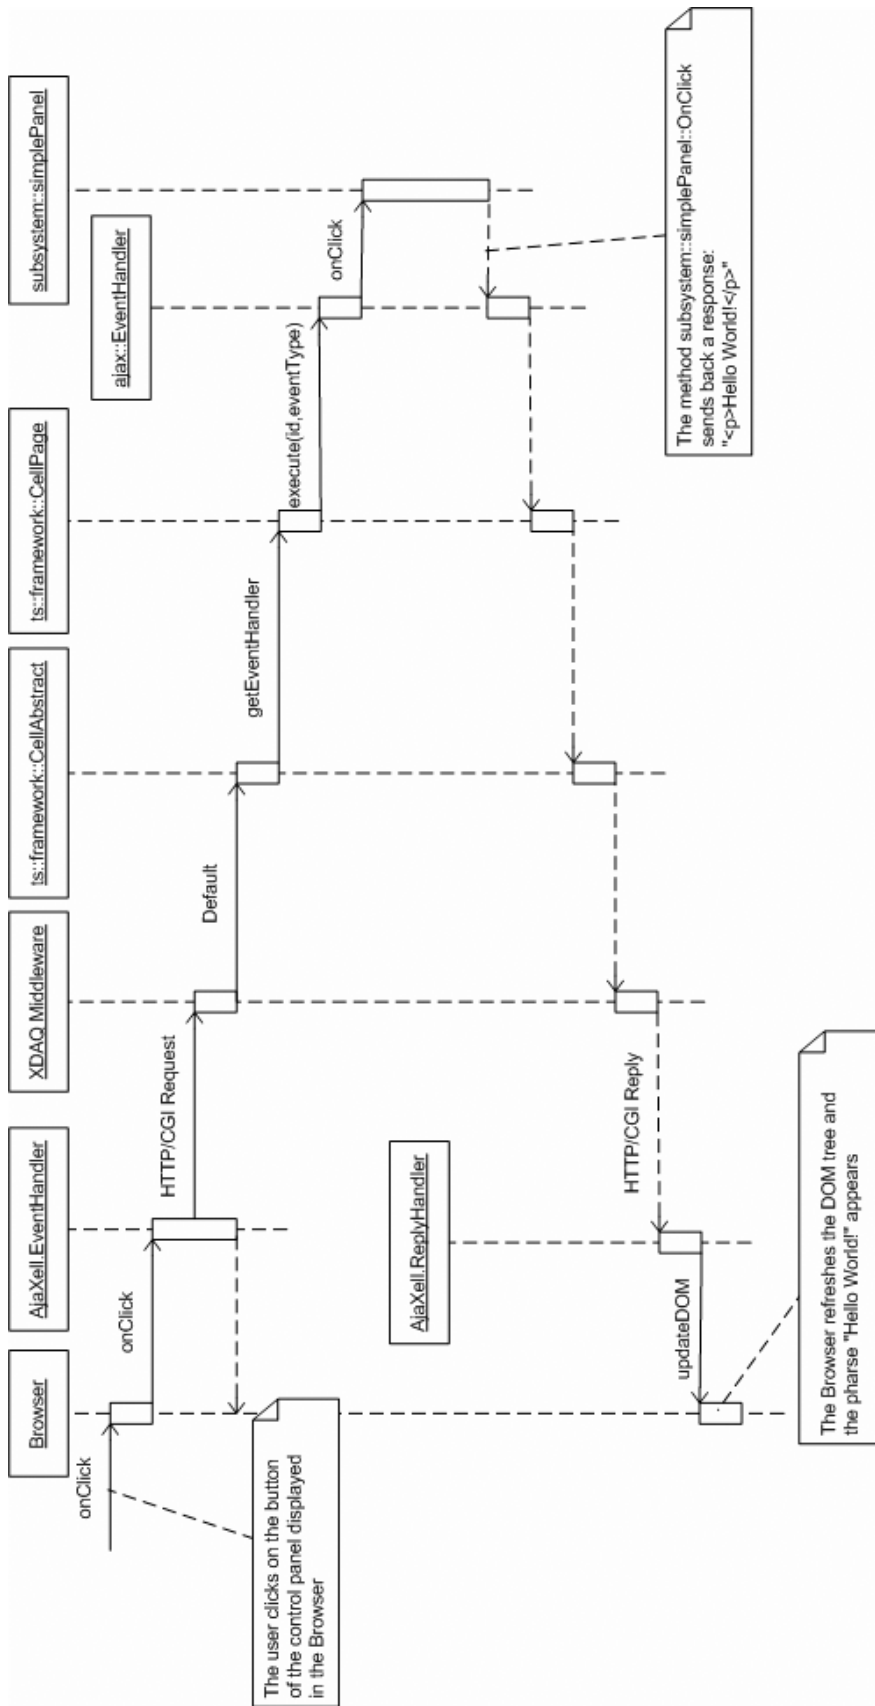 Browser
AjaXell.EventHandler
XDAQ Middleware
ts::framework::CellAbstract
ts::framework::CellPage
subsystem::simplePanel
ajax::EventHandler
onClick
onClick
HTTP/CGI Request
Default
getEventHandler
execute(id,eventType)
onClick
The user clicks on the button
of the control panel displayed
in the Browser
AjaXell.ReplyHandler
HTTP/CGI Reply
updateDOM
The method subsystem::simplePanel::OnClick
sends back a response:
"<p>Hello World!</p>"
The Browser refreshes the DOM tree and
the pharse "Hello World!" appears